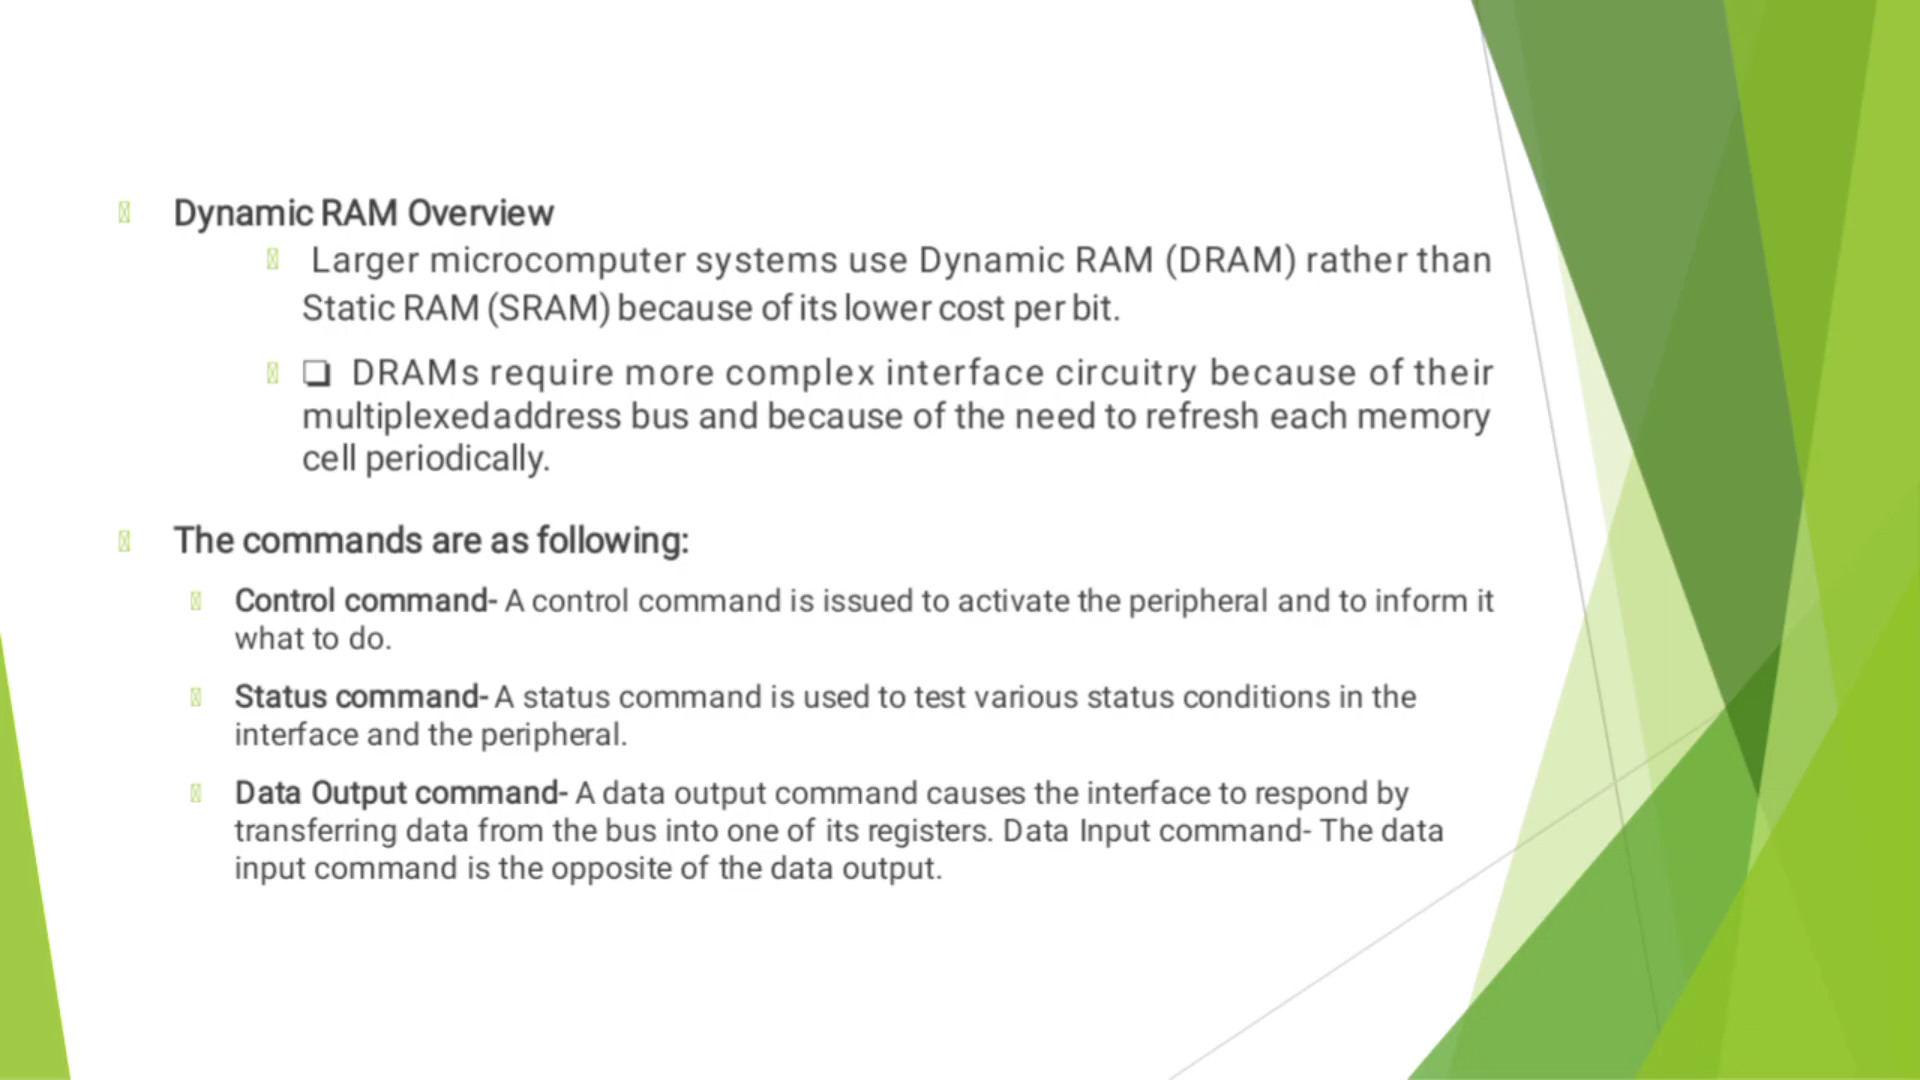 Dynamic RAM Overview
Larger microcomputer systems use Dynamic RAM (DRAM) rather than
Static RAM (SRAM) because of its lower cost per bit.
❏ DRAMs require more complex interface circuitry because of their
multiplexedaddress bus and because of the need to refresh each memory
cell periodically.
The commands are as following:
Control command- A control command is issued to activate the peripheral and to inform it
what to do.
Status command- A status command is used to test various status conditions in the
interface and the peripheral.
Data Output command- A data output command causes the interface to respond by
transferring data from the bus into one of its registers. Data Input command- The data
input command is the opposite of the data output.